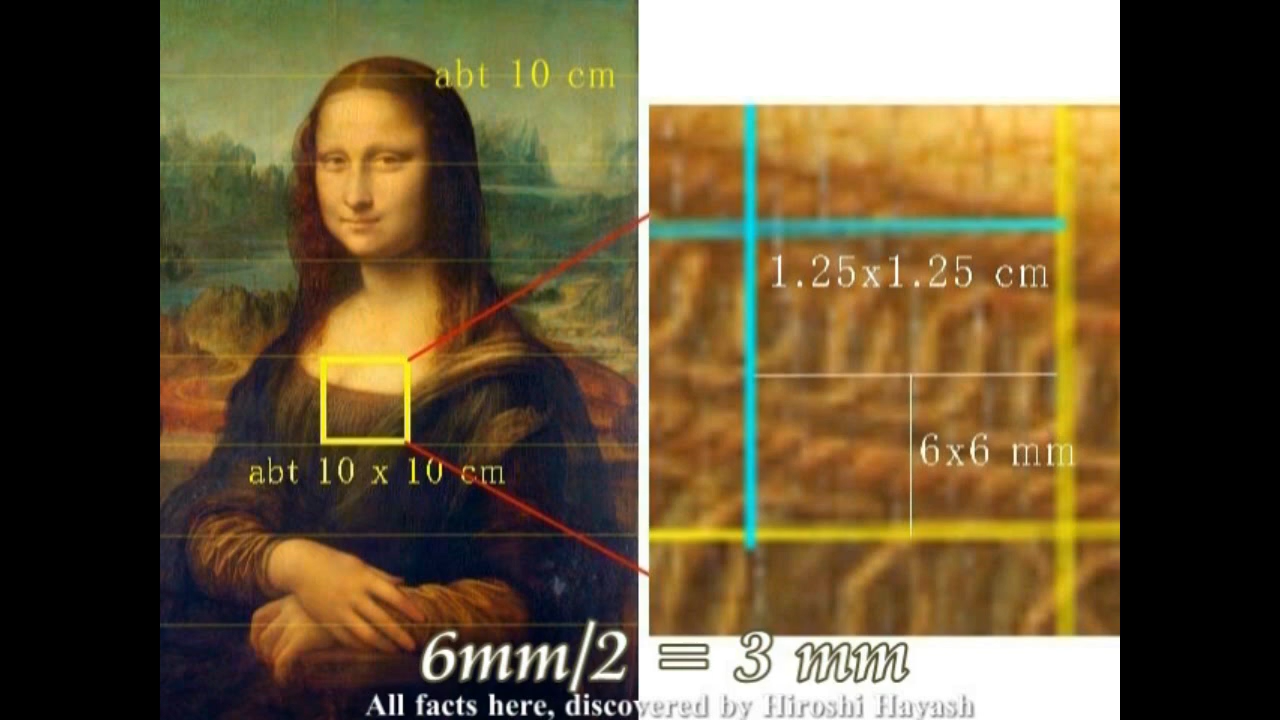 abt 10 cm
1.25x1.25 cm
6x6 mm
abt 10 x 10 cm
6mm/2 = 3 mm
All facts here, discovered by Hiroshi Hayash